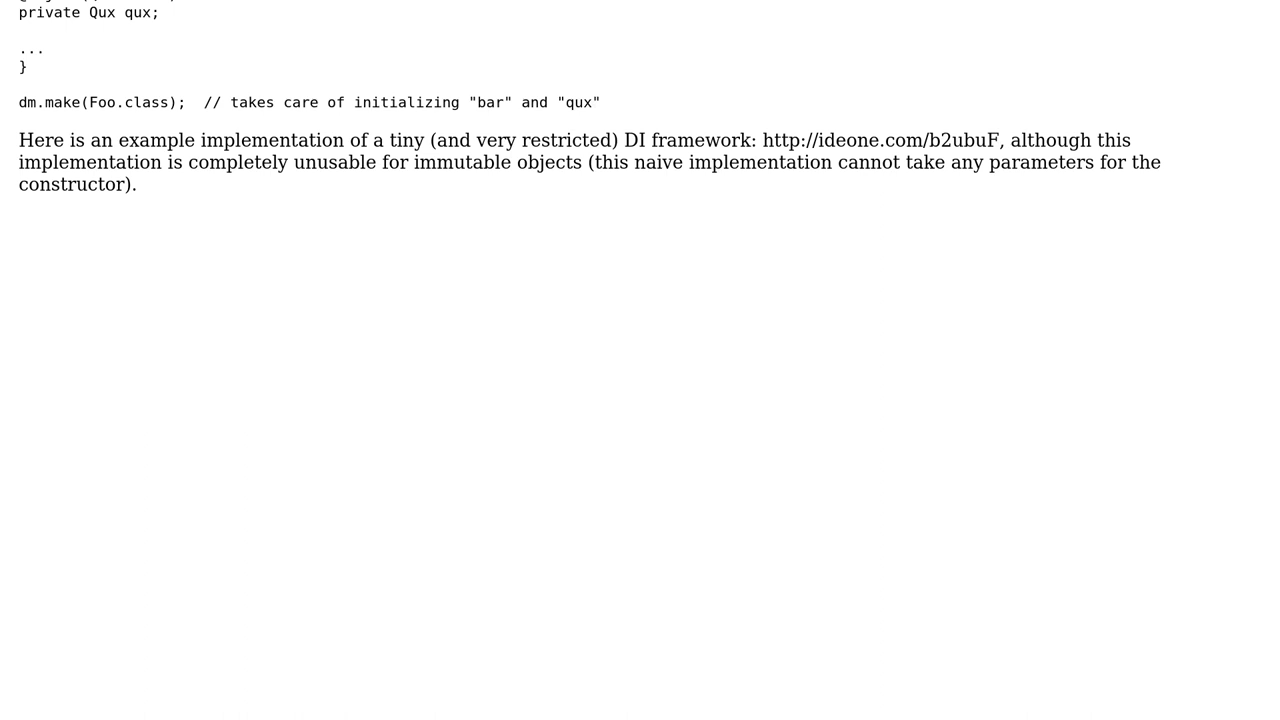 private Qux qux;
...
}
dm.make(Foo.class);  // takes care of initializing "bar" and "qux"
Here is an example implementation of a tiny (and very restricted) DI framework: http://ideone.com/b2ubuF, although this
implementation is completely unusable for immutable objects (this naive implementation cannot take any parameters for the
constructor).